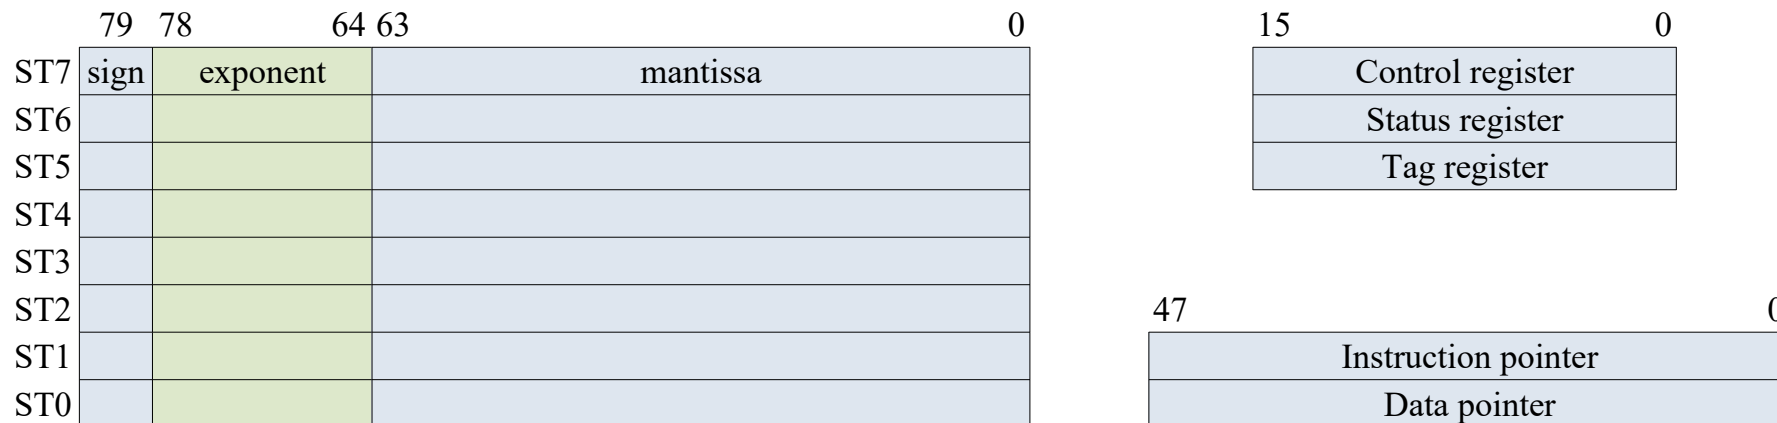 79 78 64 63 0 15 0
ST7 sign exponent mantissa Control register
ST6 Status register
ST5 Tag register
ST4
ST3
ST2 47 0
ST1 Instruction pointer
ST0 Data pointer